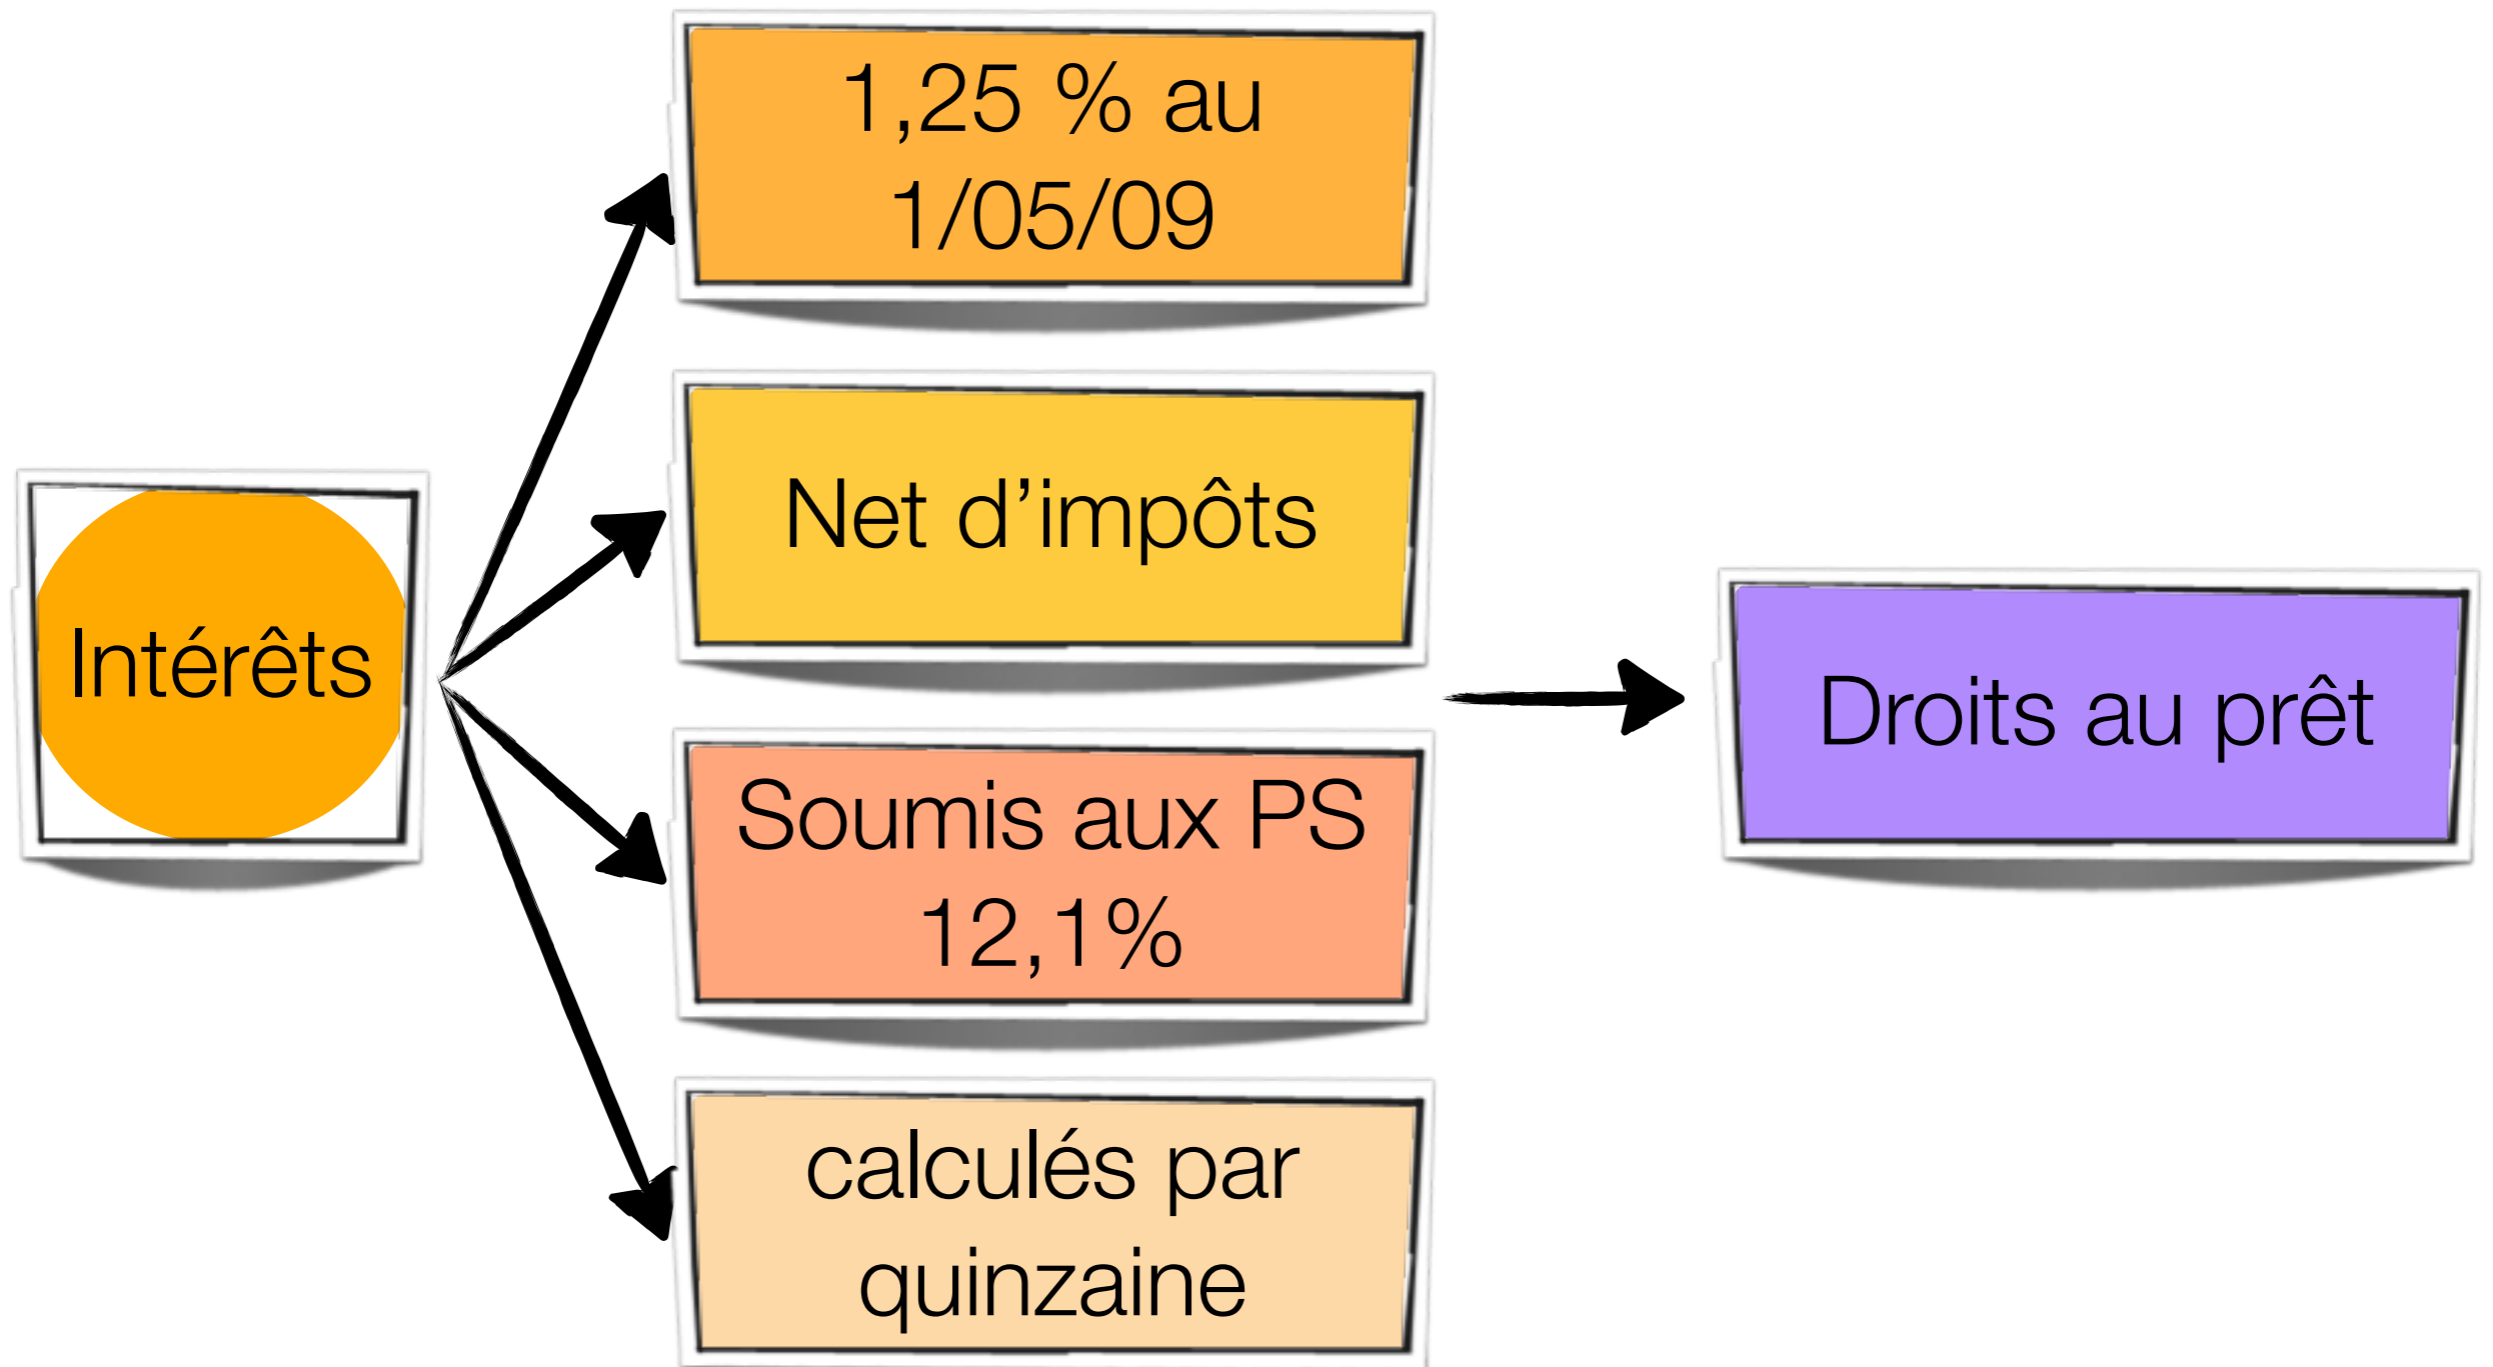 Intérêts
1,25 % au
1/05/09
Net d’impôts
Soumis aux PS
12,1%
calculés par
quinzaine
Droits au prêt